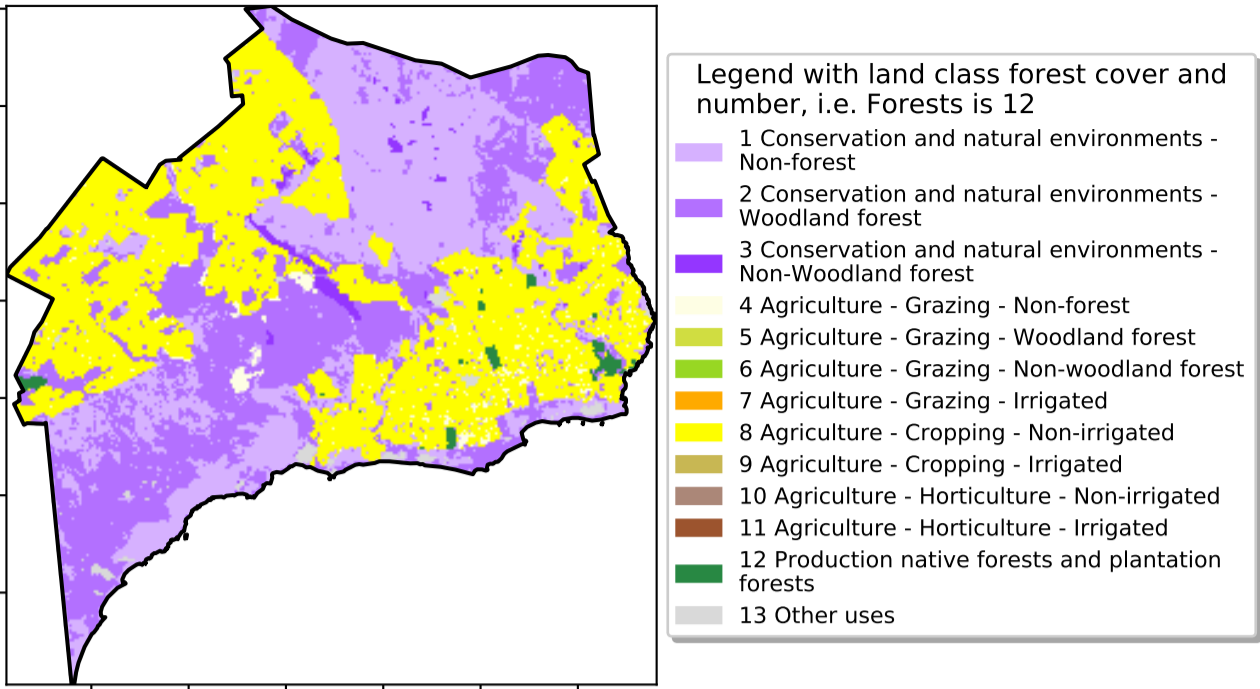 Legend with land class forest cover and
number, i.e. Forests is 12
1 Conservation and natural environments -
Non-forest
2 Conservation and natural environments -
Woodland forest
3 Conservation and natural environments -
Non-Woodland forest
4 Agriculture - Grazing - Non-forest
5 Agriculture - Grazing - Woodland forest
6 Agriculture - Grazing - Non-woodland forest
7 Agriculture - Grazing - Irrigated
8 Agriculture - Cropping - Non-irrigated
9 Agriculture - Cropping - Irrigated
10 Agriculture - Horticulture - Non-irrigated
11 Agriculture - Horticulture - Irrigated
12 Production native forests and plantation
forests
13 Other uses